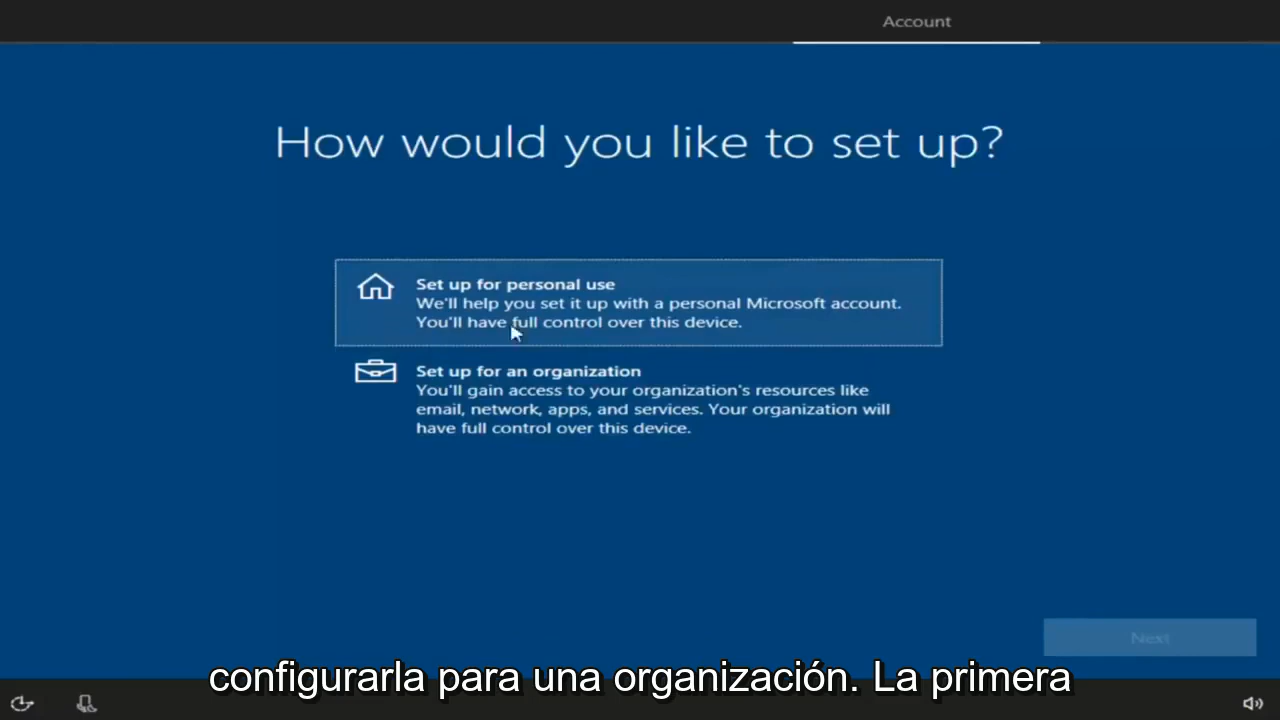 Account
How would you like to set up?
Set up for personal use
We'll help you set it up with a personal Microsoft account.
You'll have full control over this device.
Set up for an organization
You'll gain access to your organization's resources like
email, network, apps, and services. Your organization will
have full control over this device.
Next
configurarla para una organización. La primera